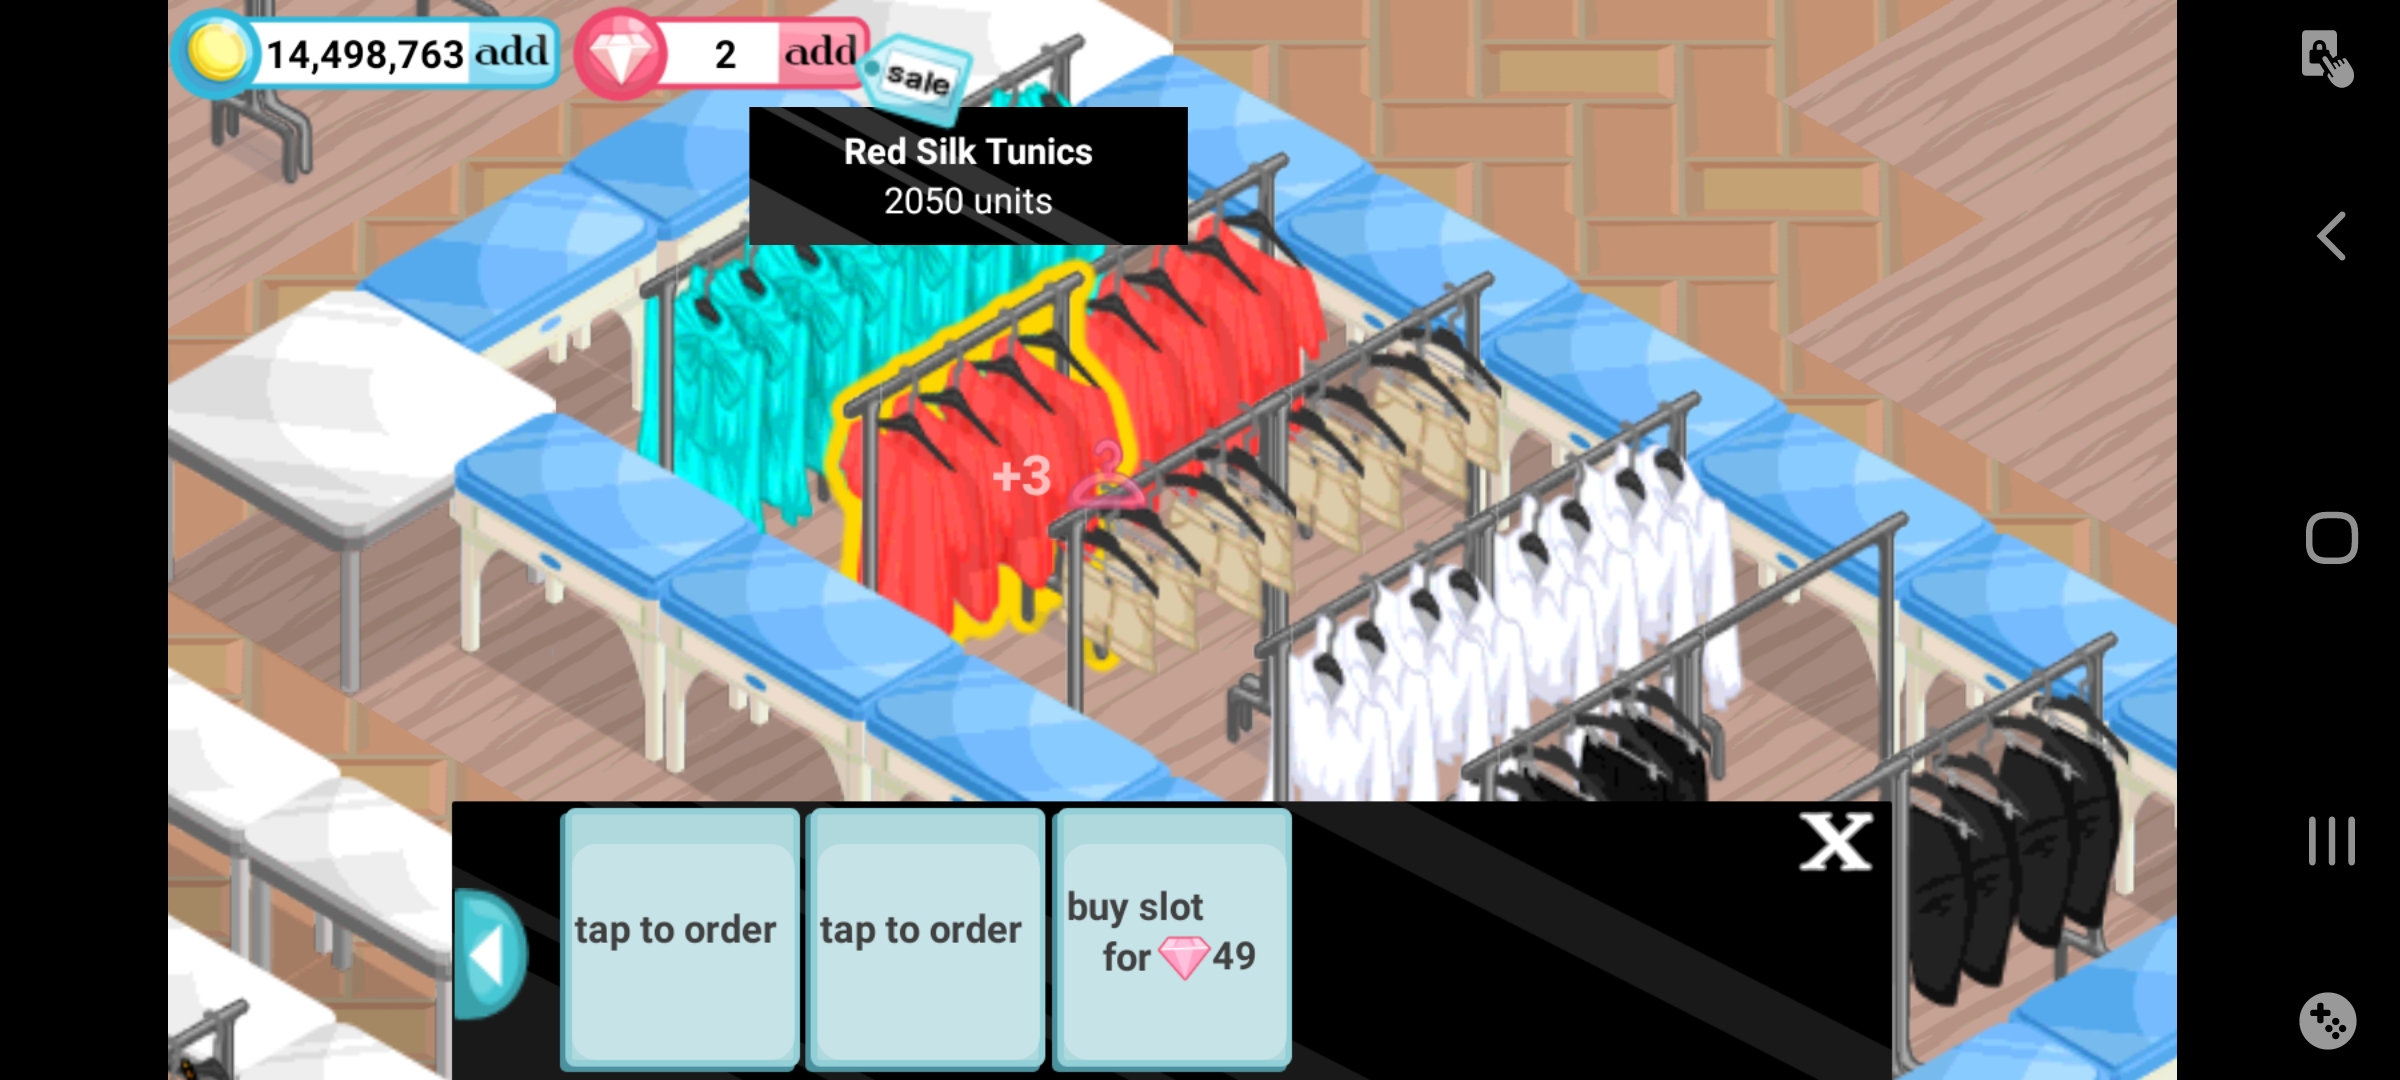 14,498,763 add
2 add
sale
Red Silk Tunics
2050 units
+3
tap to order
tap to order
buy slot
for 49
X